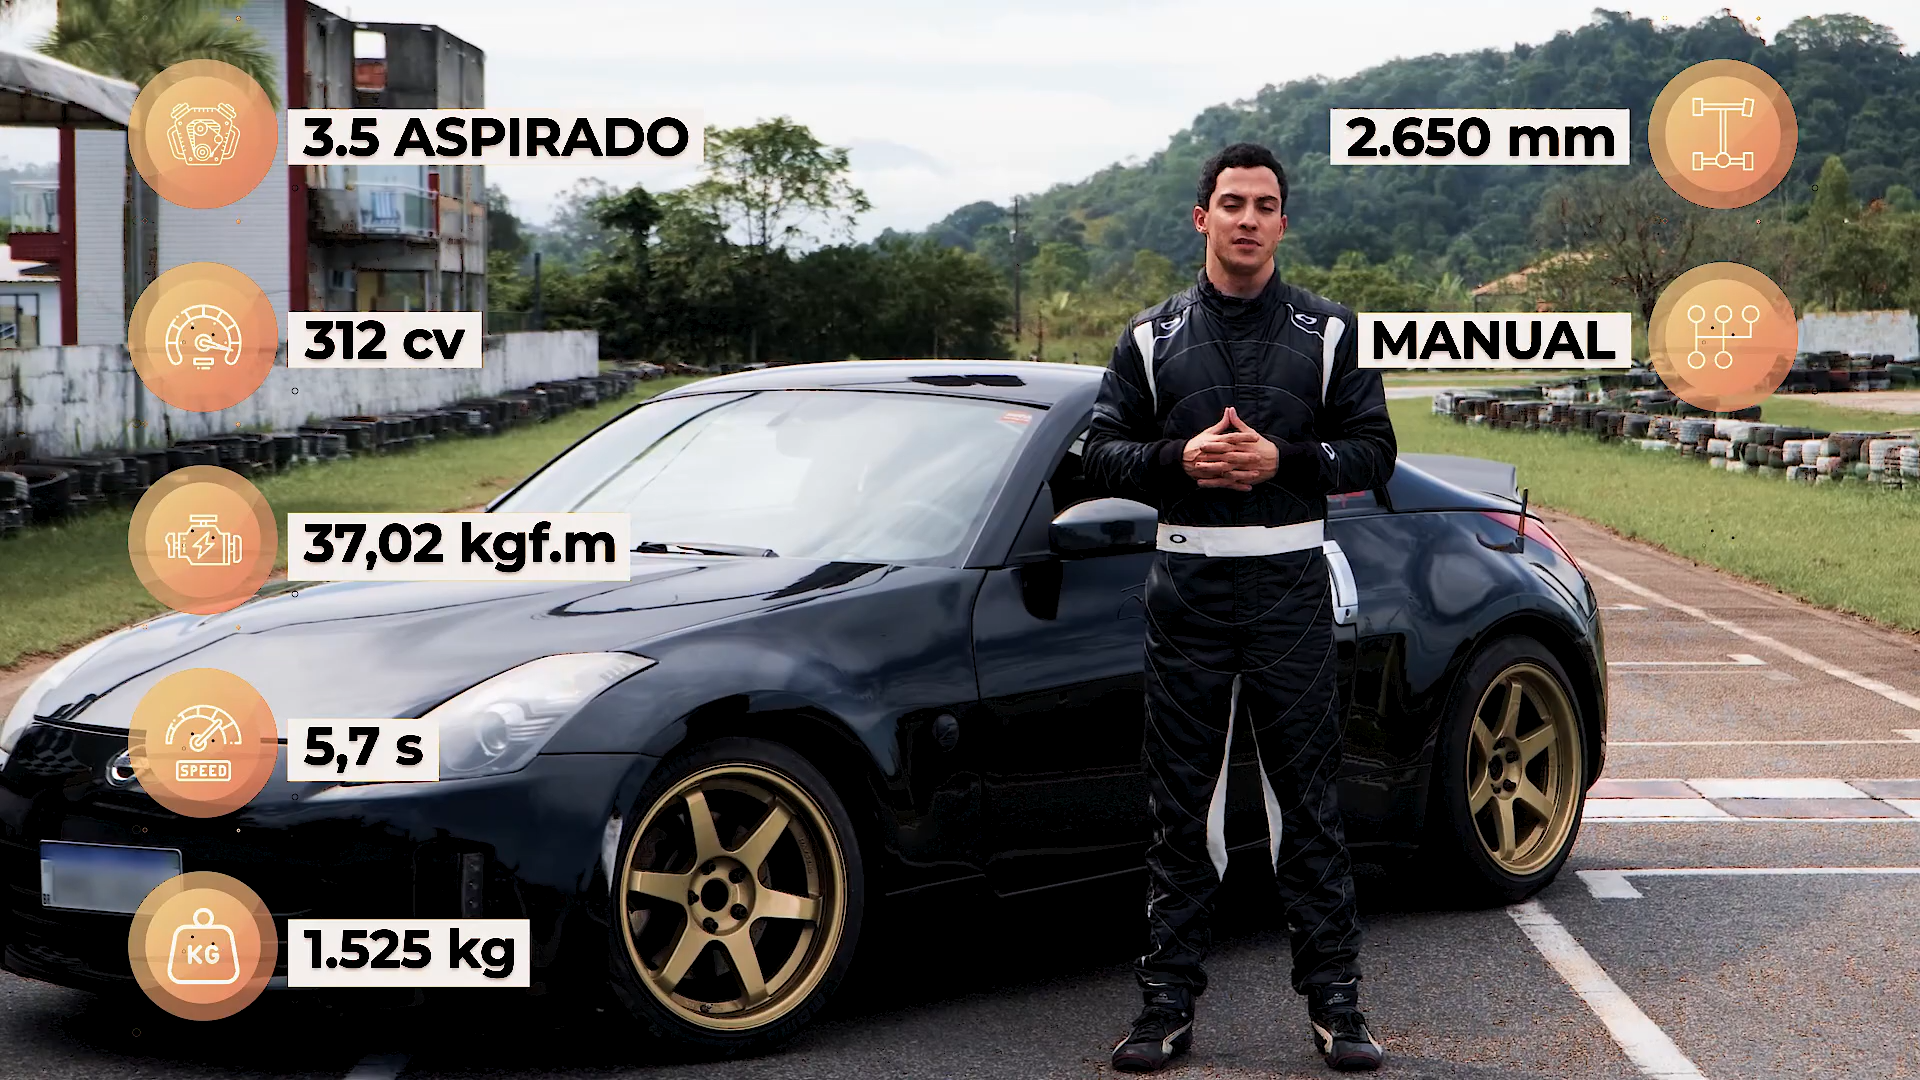 3.5 ASPIRADO
312 cv
37,02 kgf.m
5,7 s
SPEED
1.525 kg
KG
2.650 mm
MANUAL